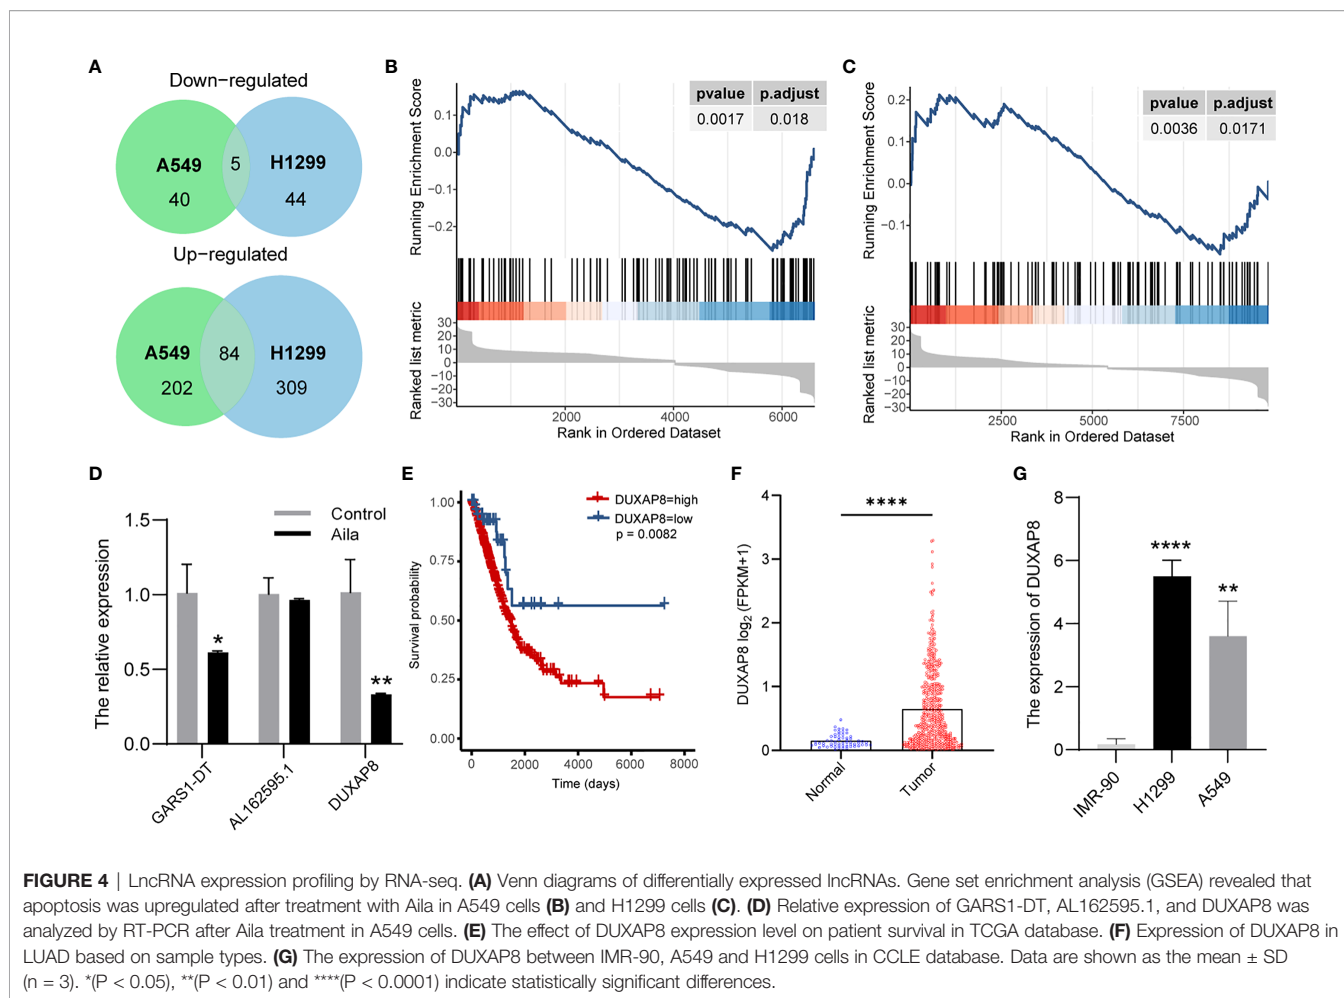 A
Down−regulated
A549
5
H1299
40
44
Up−regulated
A549
84
H1299
202
309
B
Running Enrichment Score
0.1
0.0
−0.1
−0.2
pvalue p.adjust
0.0017 0.018
Ranked list metric
30
20
10
0
−10
−20
−30
2000 4000 6000
Rank in Ordered Dataset
C
Running Enrichment Score
0.2
0.1
0.0
−0.1
pvalue p.adjust
0.0036 0.0171
Ranked list metric
30
20
10
0
−10
−20
−30
2500 5000 7500
Rank in Ordered Dataset
D
The relative expression
1.5
1.0
0.5
0.0
Control
Aila
*
**
GARS1-DT
AL162595.1
DUXAP8
E
Survival probability
1.00
0.75
0.50
0.25
0.00
DUXAP8=high
DUXAP8=low
p = 0.0082
0 2000 4000 6000 8000
Time (days)
F
DUXAP8 log2 (FPKM+1)
4
3
2
1
0
****
Normal
Tumor
G
The expression of DUXAP8
8
6
4
2
0
****
**
IMR-90
H1299
A549
FIGURE 4 | LncRNA expression profiling by RNA-seq. (A) Venn diagrams of differentially expressed lncRNAs. Gene set enrichment analysis (GSEA) revealed that
apoptosis was upregulated after treatment with Aila in A549 cells (B) and H1299 cells (C). (D) Relative expression of GARS1-DT, AL162595.1, and DUXAP8 was
analyzed by RT-PCR after Aila treatment in A549 cells. (E) The effect of DUXAP8 expression level on patient survival in TCGA database. (F) Expression of DUXAP8 in
LUAD based on sample types. (G) The expression of DUXAP8 between IMR-90, A549 and H1299 cells in CCLE database. Data are shown as the mean ± SD
(n = 3). *(P < 0.05), **(P < 0.01) and ****(P < 0.0001) indicate statistically significant differences.